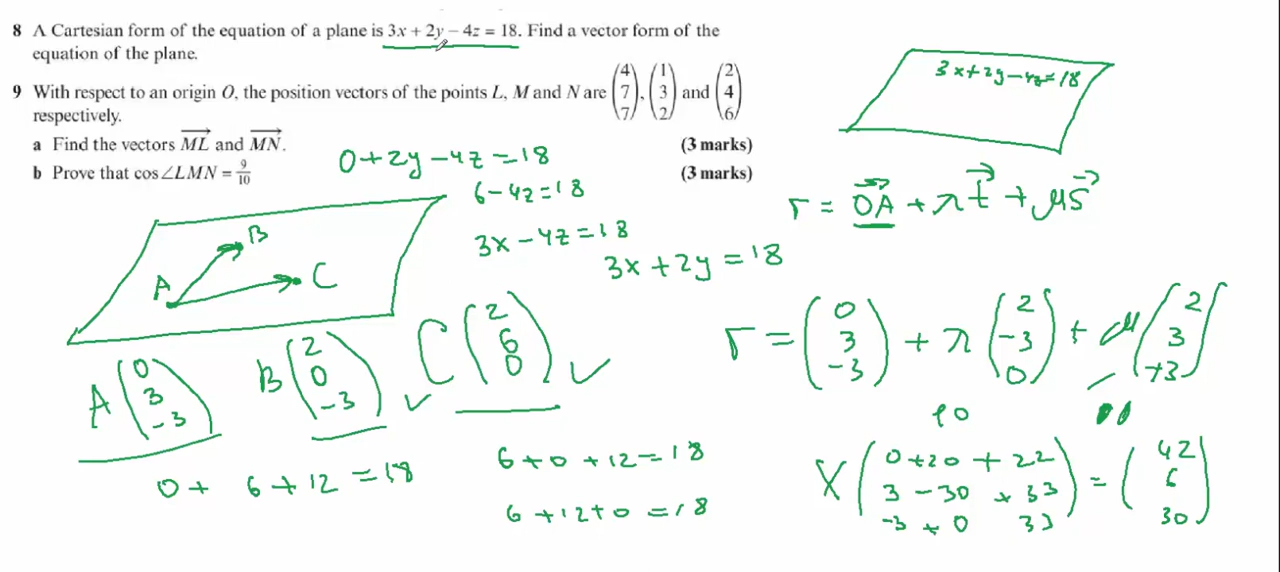 8 A Cartesian form of the equation of a plane is 3x + 2y − 4z = 18. Find a vector form of the
equation of the plane.
9 With respect to an origin O, the position vectors of the points L, M and N are (4 7 7), (1 3 2) and (2 4 6)
respectively.
a Find the vectors ML and MN. (3 marks)
b Prove that cos∠LMN = 9/10 (3 marks)
3x+2y−4z=18
0+2y−4z=18
6−4z=18
3x−4z=18
3x+2y=18
r = OA + λt + μs
A B C
A (0 3 −3) B (2 0 −3) ✓ C (2 6 0) ✓
r = (0 3 −3) + λ (2 −3 0) + μ (2 3 +3)
10 11
0+ 6+12=18
6+0+12=18
6+12+0=18
X (0+20+22 3−30+33 −3+0 33) = (42 6 30)